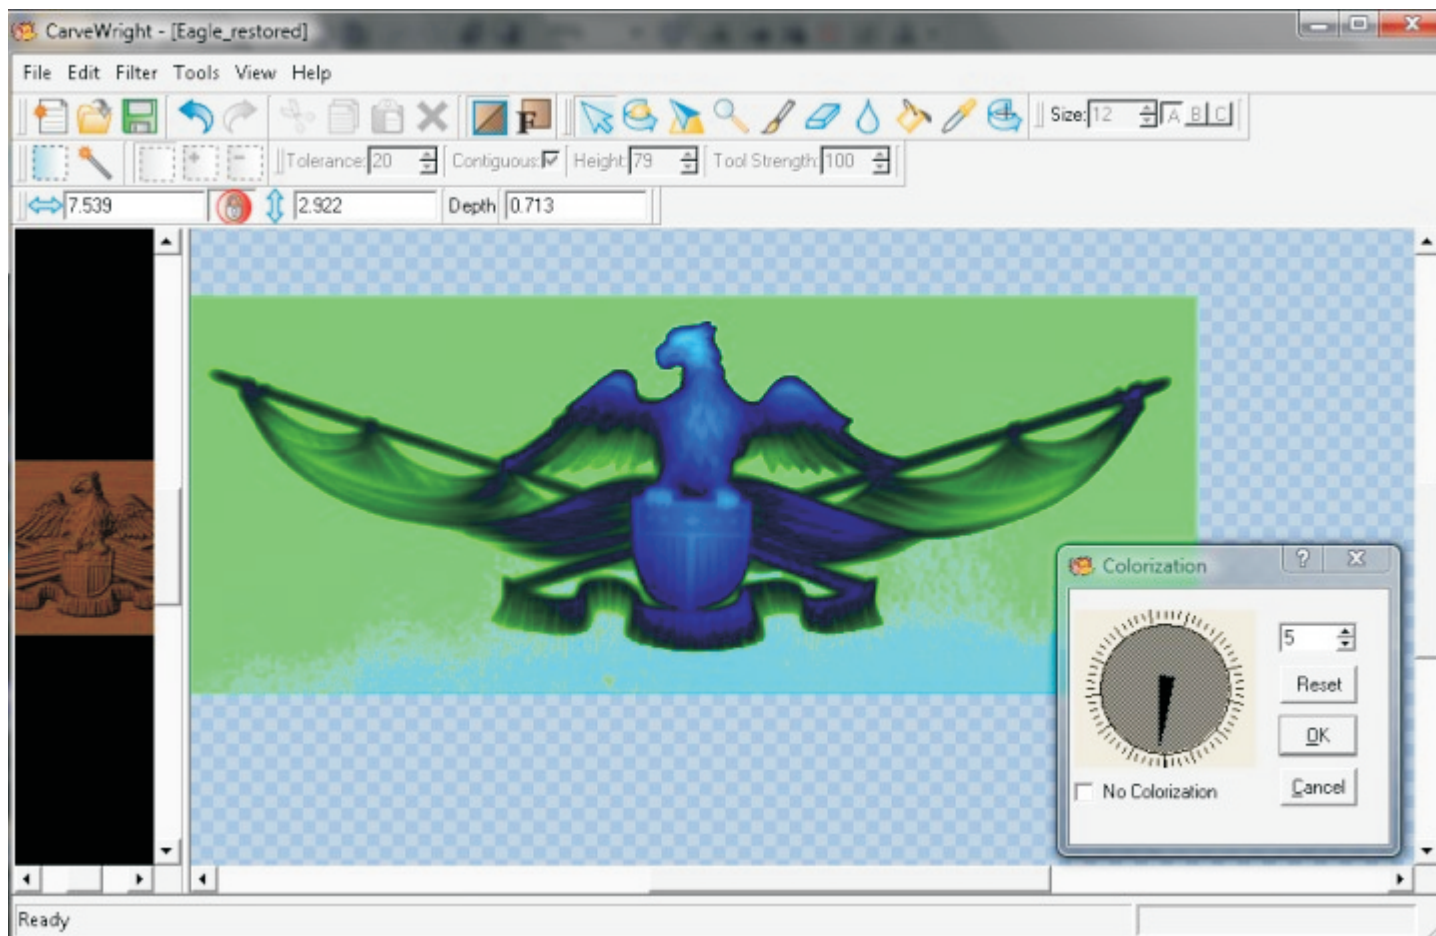 CarveWright - [Eagle_restored]
File Edit Filter Tools View Help
F Size: 12 A B C
Tolerance: 20 Contiguous: Height: 79 Tool Strength: 100
7.539 2.922 Depth 0.713
Colorization ?
5
Reset
OK
No Colorization Cancel
Ready